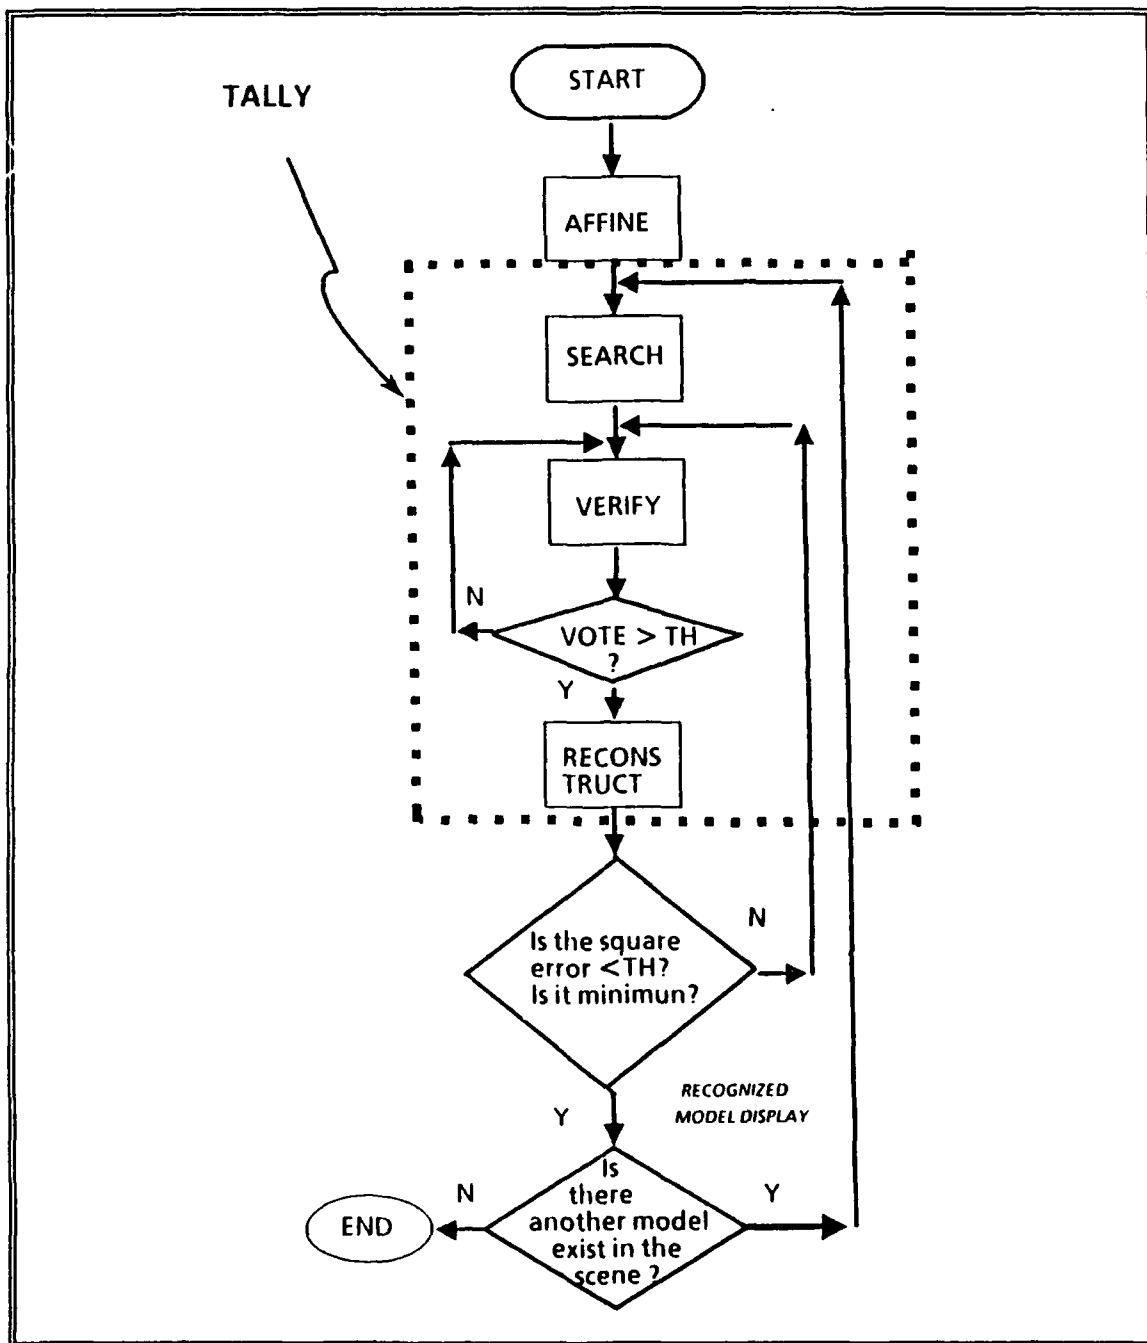 START
TALLY
AFFINE
SEARCH
VERIFY
N
VOTE > TH
?
Y
RECONS
TRUCT
N
Is the square
error <TH?
Is it minimun?
RECOGNIZED
MODEL DISPLAY
Y
N
Is
there
another model
exist in the
scene ?
Y
END